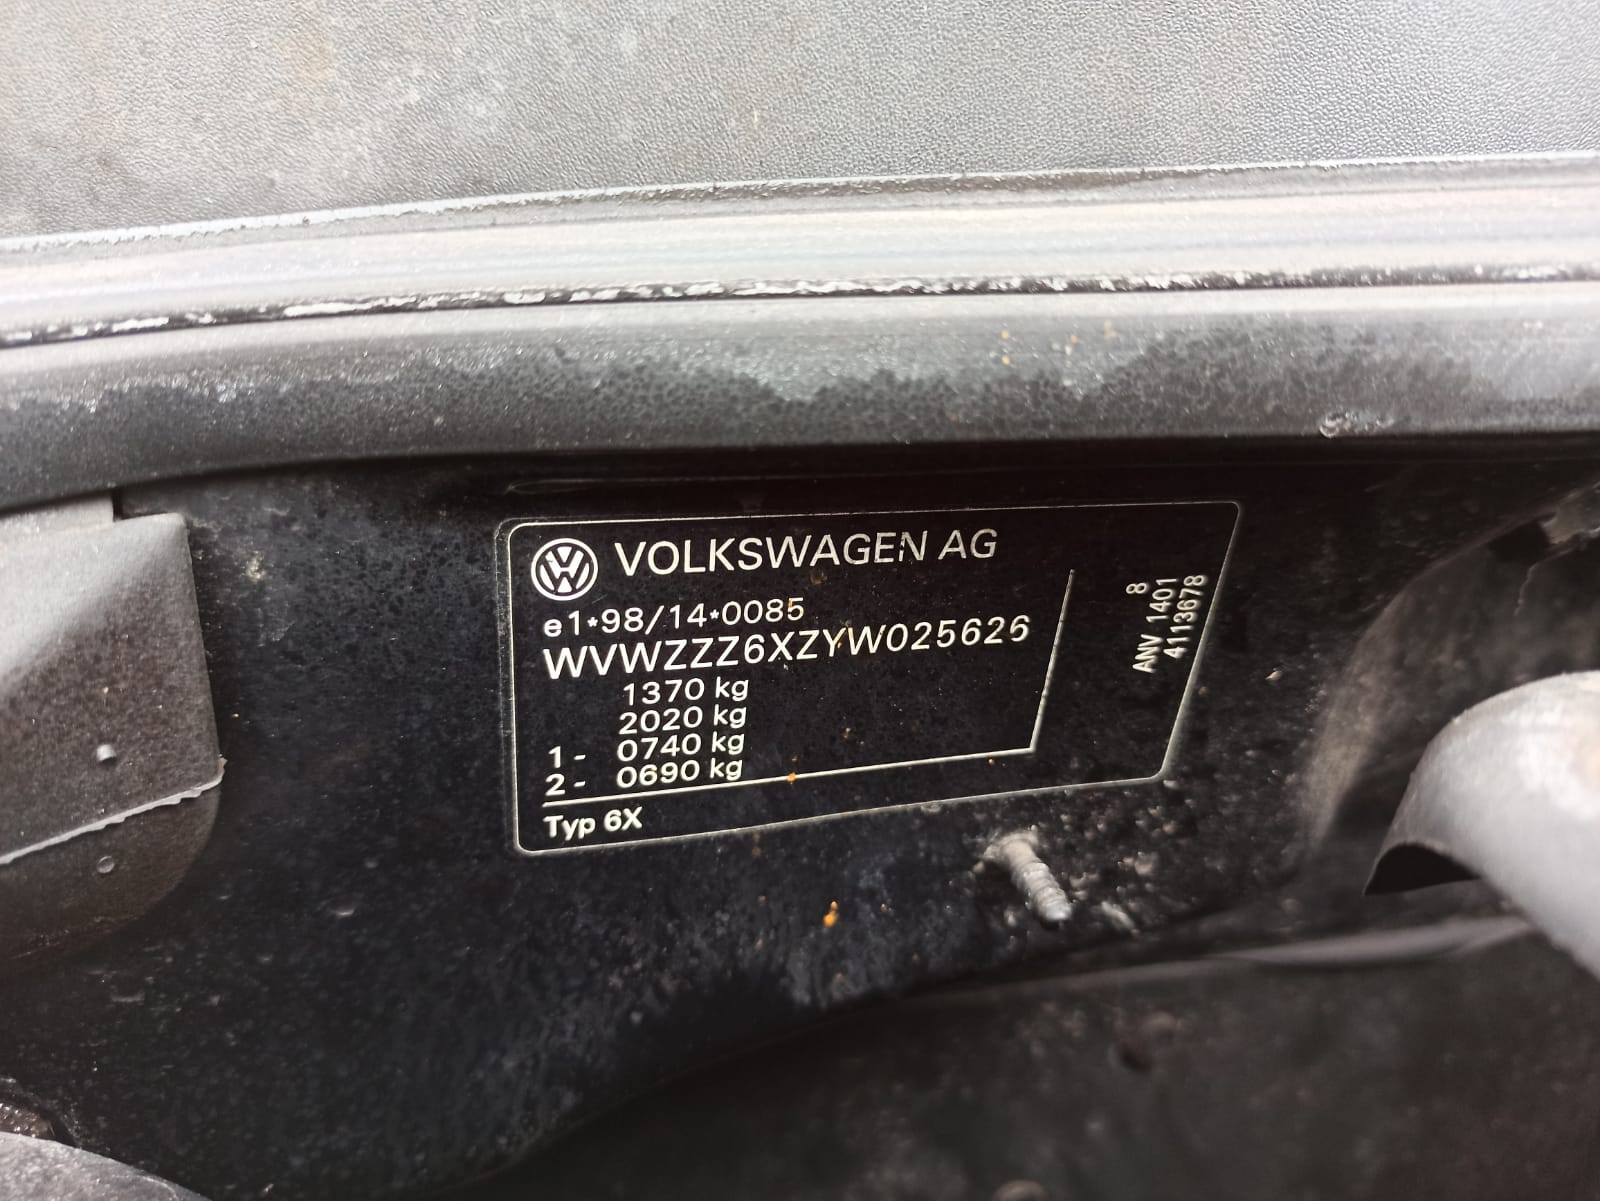 VOLKSWAGEN AG
e1*98/14*0085
WVWZZZ6XZYW025626
1370 kg
2020 kg
1- 0740 kg
2- 0690 kg
Typ 6X
8
ANV 1401
4113678